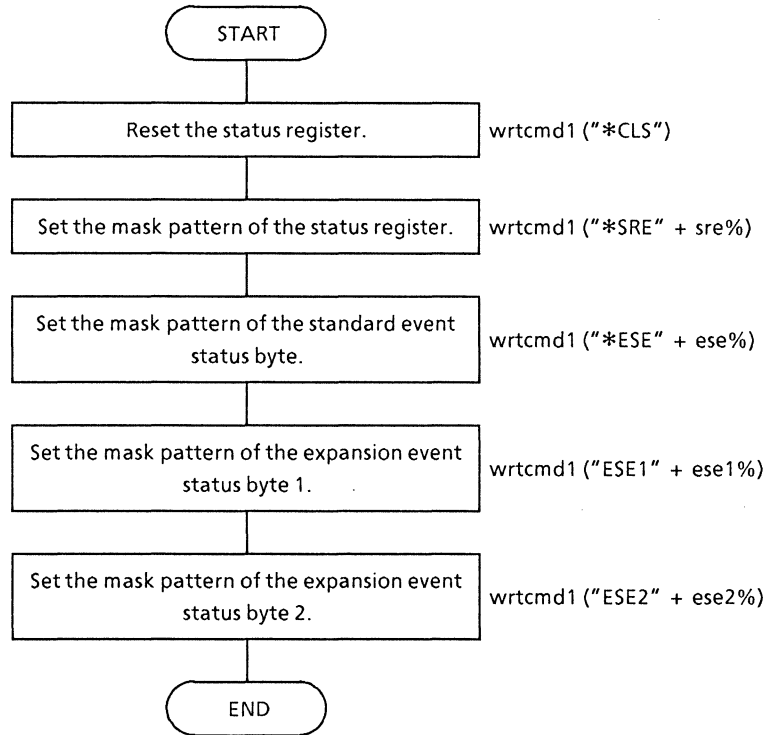 START
Reset the status register.
wrtcmd1 ("*CLS")
Set the mask pattern of the status register.
wrtcmd1 ("*SRE" + sre%)
Set the mask pattern of the standard event
status byte.
wrtcmd1 ("*ESE" + ese%)
Set the mask pattern of the expansion event
status byte 1.
wrtcmd1 ("ESE1" + ese1%)
Set the mask pattern of the expansion event
status byte 2.
wrtcmd1 ("ESE2" + ese2%)
END